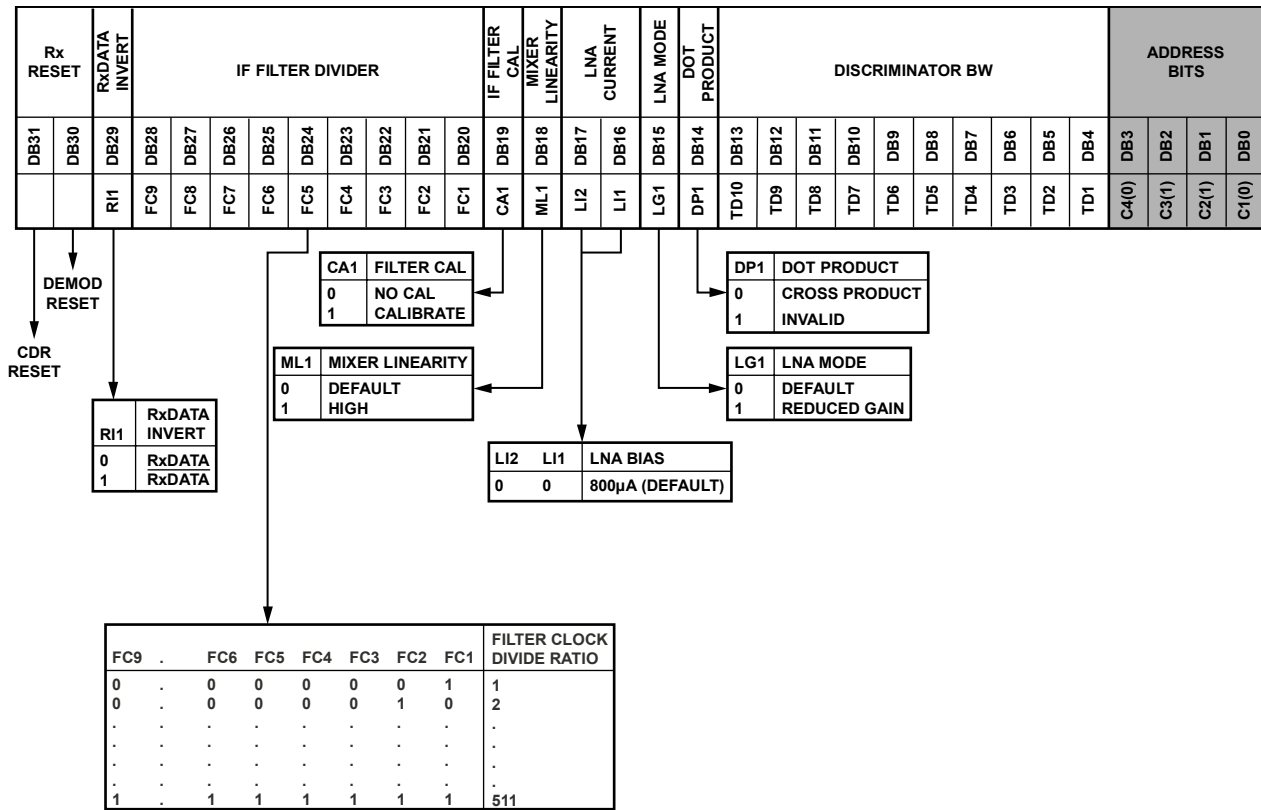 Rx
RESET
RxDATA
INVERT
IF FILTER DIVIDER
IF FILTER
CAL
MIXER
LINEARITY
LNA
CURRENT
LNA MODE
DOT
PRODUCT
DISCRIMINATOR BW
ADDRESS
BITS
DB31 DB30 DB29 DB28 DB27 DB26 DB25 DB24 DB23 DB22 DB21 DB20 DB19 DB18 DB17 DB16 DB15 DB14 DB13 DB12 DB11 DB10 DB9 DB8 DB7 DB6 DB5 DB4 DB3 DB2 DB1 DB0
RI1 FC9 FC8 FC7 FC6 FC5 FC4 FC3 FC2 FC1 CA1 ML1 LI2 LI1 LG1 DP1 TD10 TD9 TD8 TD7 TD6 TD5 TD4 TD3 TD2 TD1 C4(0) C3(1) C2(1) C1(0)
DEMOD
RESET
CDR
RESET
CA1 FILTER CAL
0 NO CAL
1 CALIBRATE
DP1 DOT PRODUCT
0 CROSS PRODUCT
1 INVALID
ML1 MIXER LINEARITY
0 DEFAULT
1 HIGH
LG1 LNA MODE
0 DEFAULT
1 REDUCED GAIN
RxDATA
RI1 INVERT
0 RxDATA
1 RxDATA
LI2 LI1 LNA BIAS
0 0 800µA (DEFAULT)
FILTER CLOCK
FC9 . FC6 FC5 FC4 FC3 FC2 FC1 DIVIDE RATIO
0 . 0 0 0 0 0 1 1
0 . 0 0 0 0 1 0 2
. . . . . . . . .
. . . . . . . . .
. . . . . . . . .
. . . . . . . . .
1 . 1 1 1 1 1 1 511